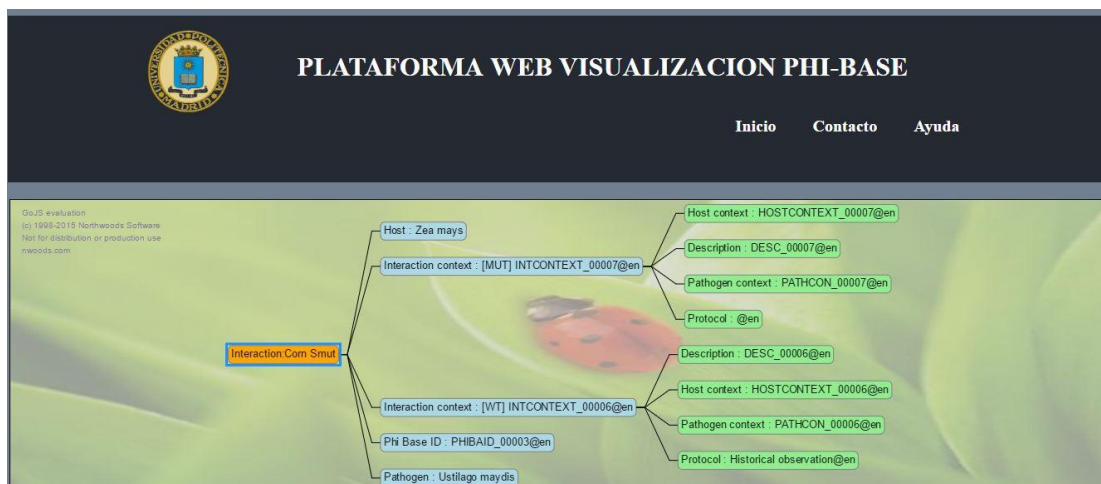 UNIVERSIDAD POLITECNICA
MADRID
PLATAFORMA WEB VISUALIZACION PHI-BASE
Inicio Contacto Ayuda
GoJS evaluation
(c) 1998-2015 Northwoods Software
Not for distribution or production use
nwoods.com
Interaction:Corn Smut
Host : Zea mays
Interaction context : [MUT] INTCONTEXT_00007@en
Host context : HOSTCONTEXT_00007@en
Description : DESC_00007@en
Pathogen context : PATHCON_00007@en
Protocol : @en
Interaction context : [WT] INTCONTEXT_00006@en
Description : DESC_00006@en
Host context : HOSTCONTEXT_00006@en
Pathogen context : PATHCON_00006@en
Protocol : Historical observation@en
Phi Base ID : PHIBAID_00003@en
Pathogen : Ustilago maydis